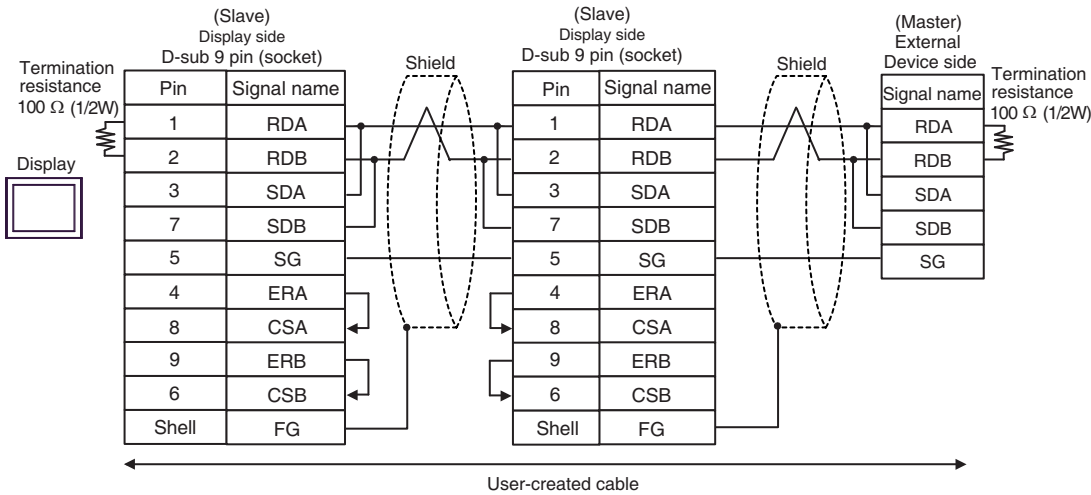 (Slave)
Display side
D-sub 9 pin (socket)
(Slave)
Display side
D-sub 9 pin (socket)
(Master)
External
Device side
Termination
resistance
100 Ω (1/2W)
Shield
Shield
Termination
resistance
100 Ω (1/2W)
Display
Pin Signal name
1 RDA
2 RDB
3 SDA
7 SDB
5 SG
4 ERA
8 CSA
9 ERB
6 CSB
Shell FG
Pin Signal name
1 RDA
2 RDB
3 SDA
7 SDB
5 SG
4 ERA
8 CSA
9 ERB
6 CSB
Shell FG
Signal name
RDA
RDB
SDA
SDB
SG
User-created cable